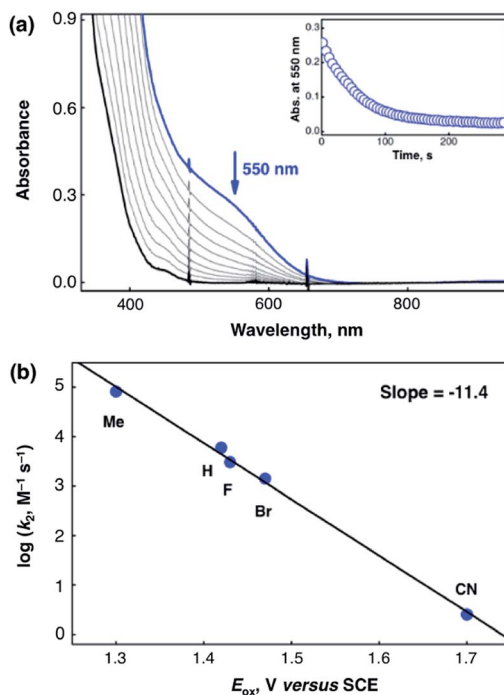 (a)
0.9
0.6
0.3
0.0
Absorbance
550 nm
0.3
0.2
0.1
0.0
Abs. at 550 nm
0 100 200
Time, s
400 600 800
Wavelength, nm
(b)
Slope = -11.4
5
4
3
2
1
0
log (k2, M−1 s−1)
Me
H
F
Br
CN
1.3 1.4 1.5 1.6 1.7
Eox, V versus SCE